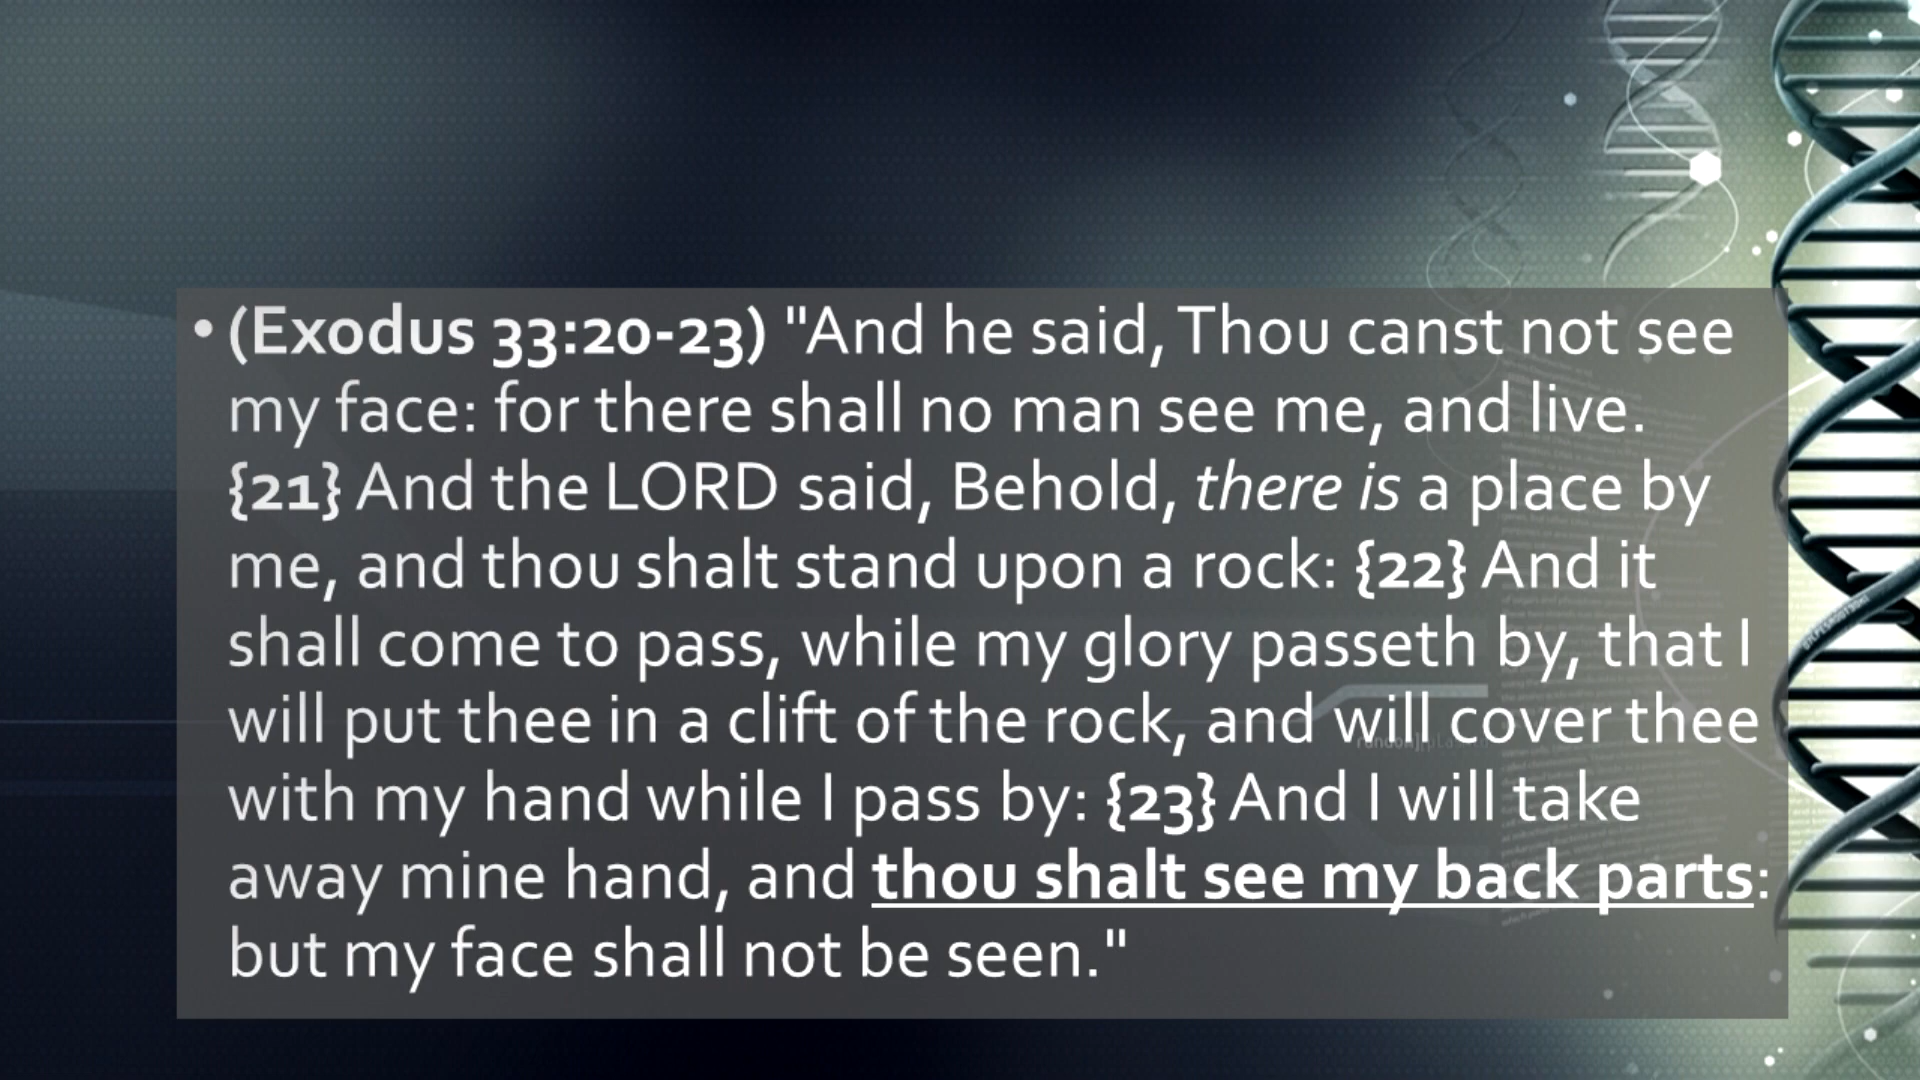 • (Exodus 33:20-23) "And he said, Thou canst not see
my face: for there shall no man see me, and live.
{21} And the LORD said, Behold, there is a place by
me, and thou shalt stand upon a rock: {22} And it
shall come to pass, while my glory passeth by, that I
will put thee in a clift of the rock, and will cover thee
with my hand while I pass by: {23} And I will take
away mine hand, and thou shalt see my back parts:
but my face shall not be seen."